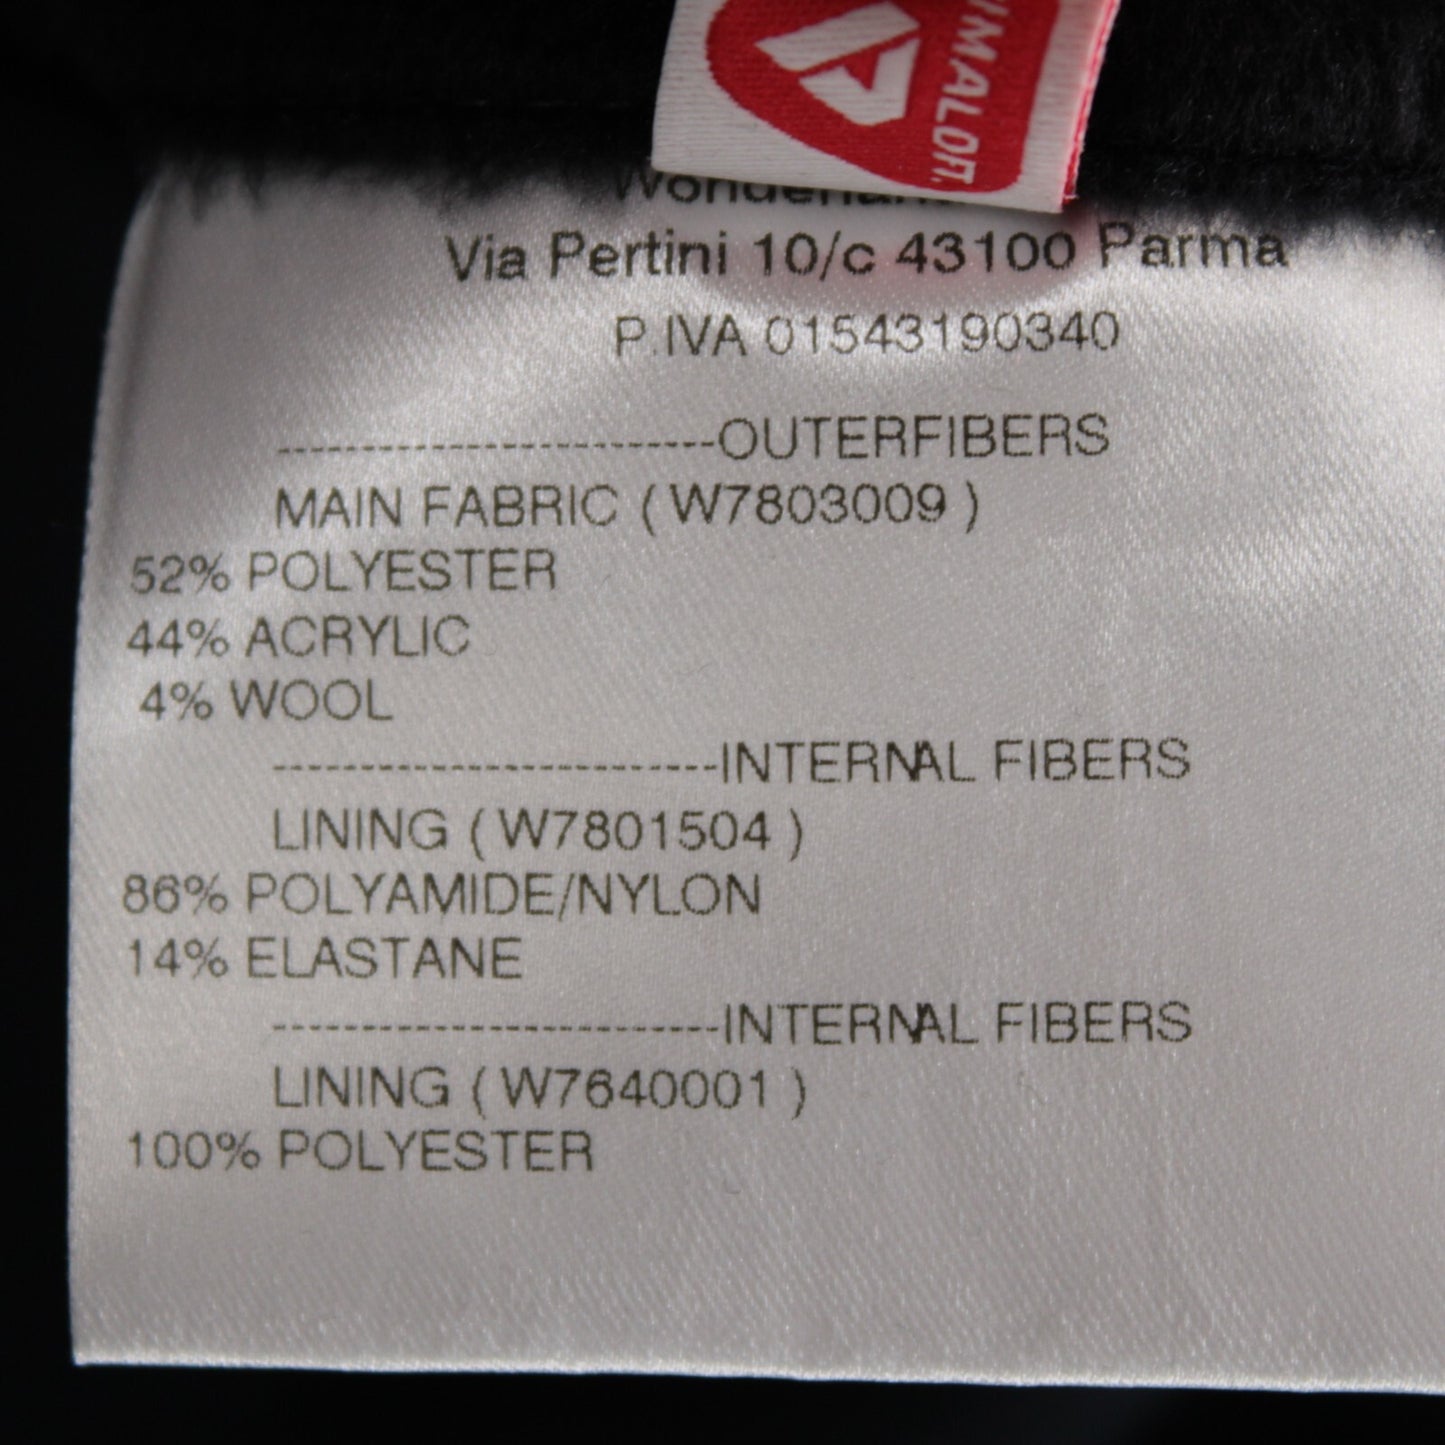 Via Pertini 10/c 43100 Parma
P.IVA 01543190340
-------------------------OUTERFIBERS
MAIN FABRIC ( W7803009 )
52% POLYESTER
44% ACRYLIC
4% WOOL
-------------------------INTERNAL FIBERS
LINING ( W7801504 )
86% POLYAMIDE/NYLON
14% ELASTANE
-------------------------INTERNAL FIBERS
LINING ( W7640001 )
100% POLYESTER